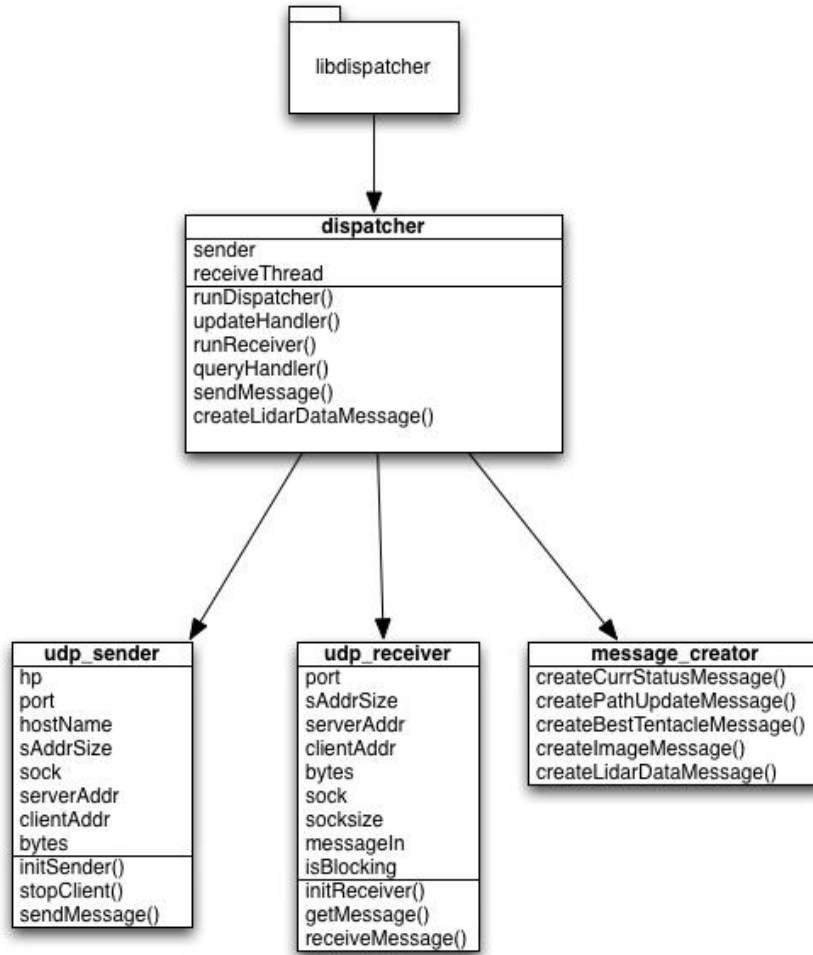 libdispatcher
dispatcher
sender
receiveThread
runDispatcher()
updateHandler()
runReceiver()
queryHandler()
sendMessage()
createLidarDataMessage()
udp_sender
hp
port
hostName
sAddrSize
sock
serverAddr
clientAddr
bytes
initSender()
stopClient()
sendMessage()
udp_receiver
port
sAddrSize
serverAddr
clientAddr
bytes
sock
socksize
messageIn
isBlocking
initReceiver()
getMessage()
receiveMessage()
message_creator
createCurrStatusMessage()
createPathUpdateMessage()
createBestTentacleMessage()
createImageMessage()
createLidarDataMessage()